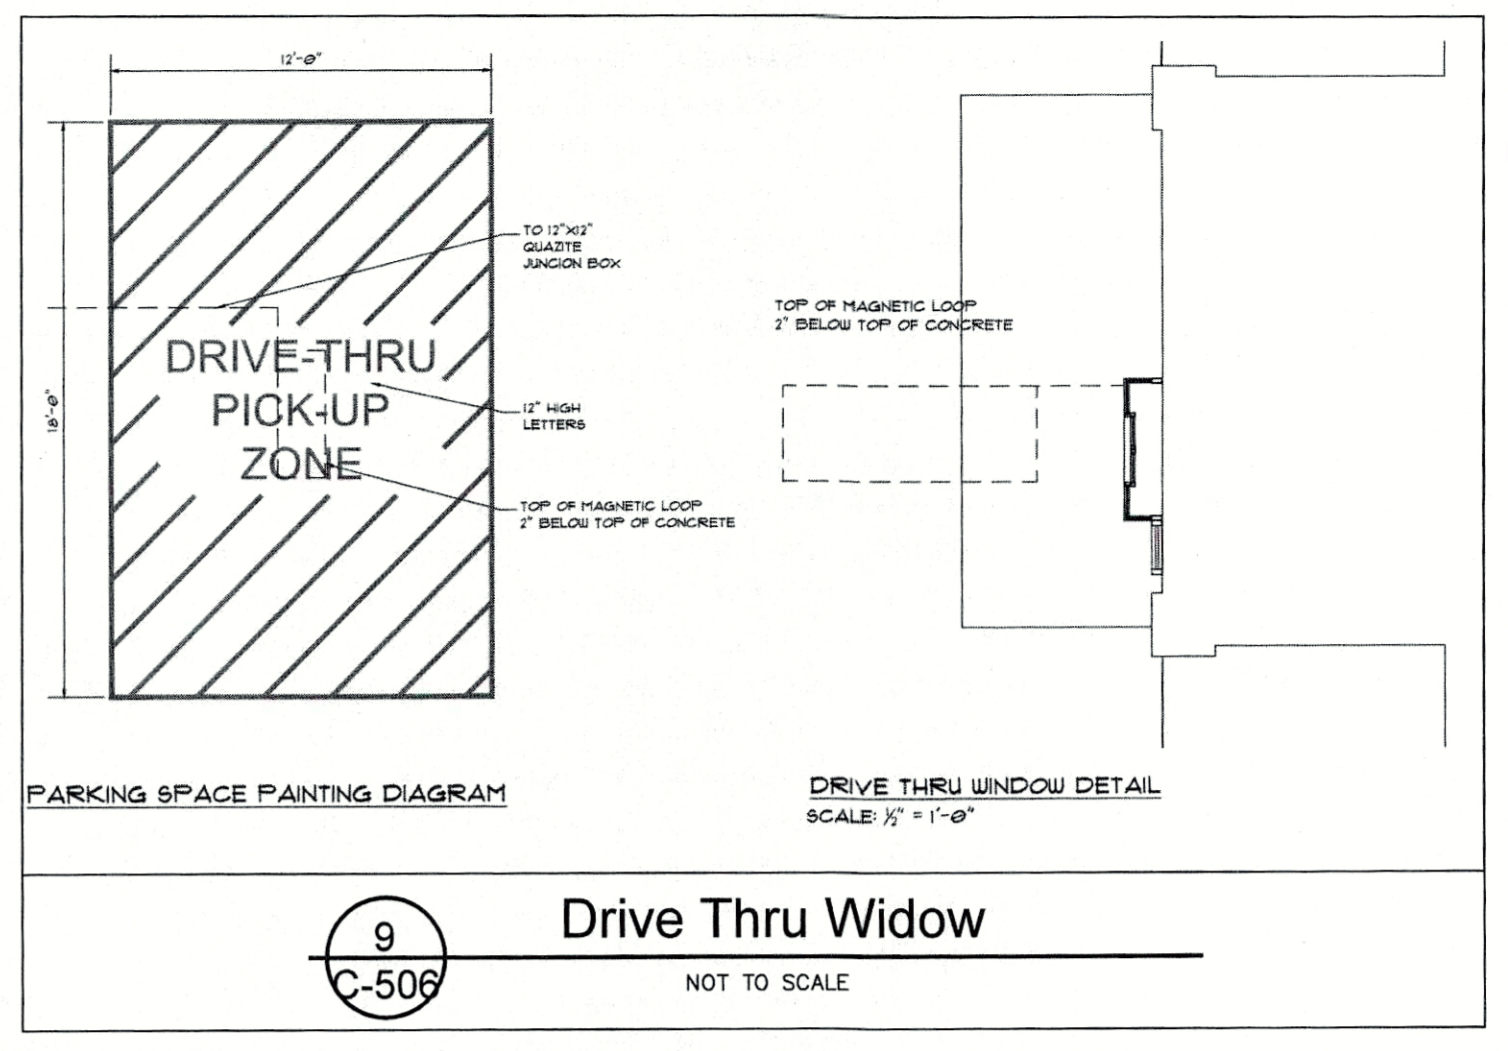 12'-0"
18'-0"
TO 12"X12"
QUAZITE
JUNCION BOX
DRIVE-THRU
PICK-UP
ZONE
12" HIGH
LETTERS
TOP OF MAGNETIC LOOP
2" BELOW TOP OF CONCRETE
PARKING SPACE PAINTING DIAGRAM
TOP OF MAGNETIC LOOP
2" BELOW TOP OF CONCRETE
DRIVE THRU WINDOW DETAIL
SCALE: ½" = 1'-0"
9
C-506
Drive Thru Widow
NOT TO SCALE